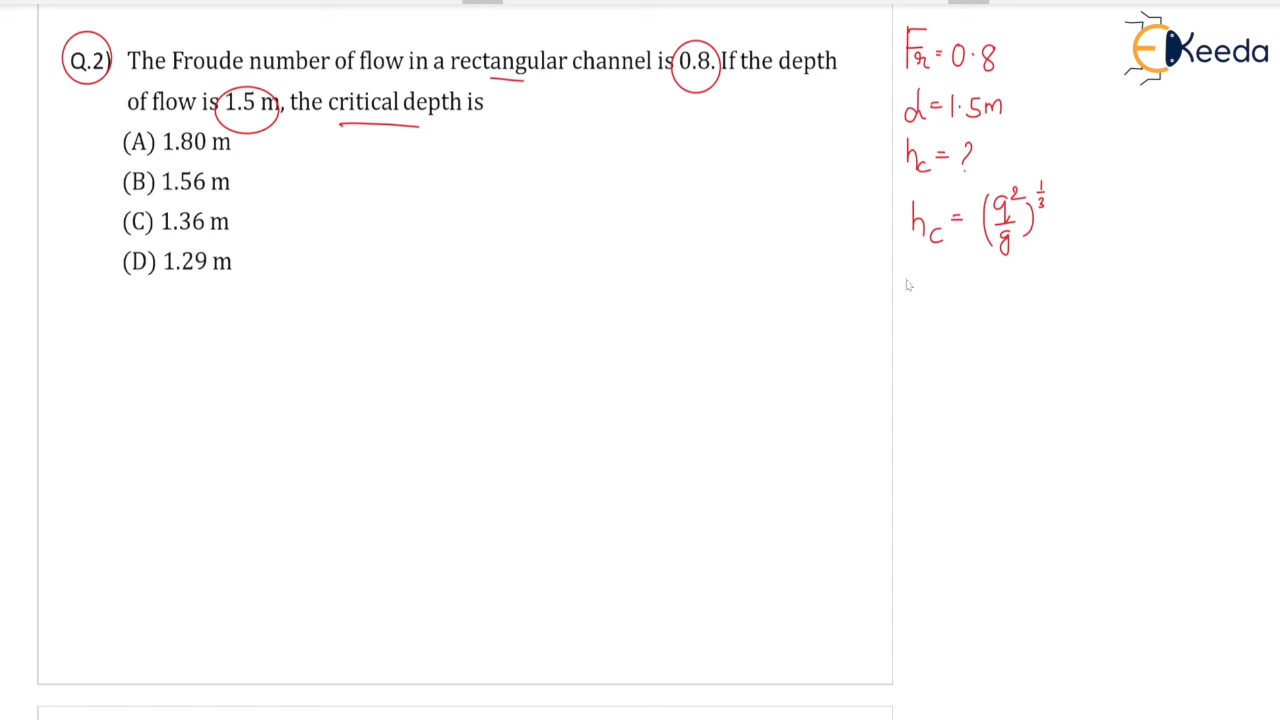 Q.2) The Froude number of flow in a rectangular channel is 0.8. If the depth
of flow is 1.5 m, the critical depth is
(A) 1.80 m
(B) 1.56 m
(C) 1.36 m
(D) 1.29 m
Fr = 0.8
d = 1.5m
hc = ?
hc = (q²/g)^1/3
EKeeda